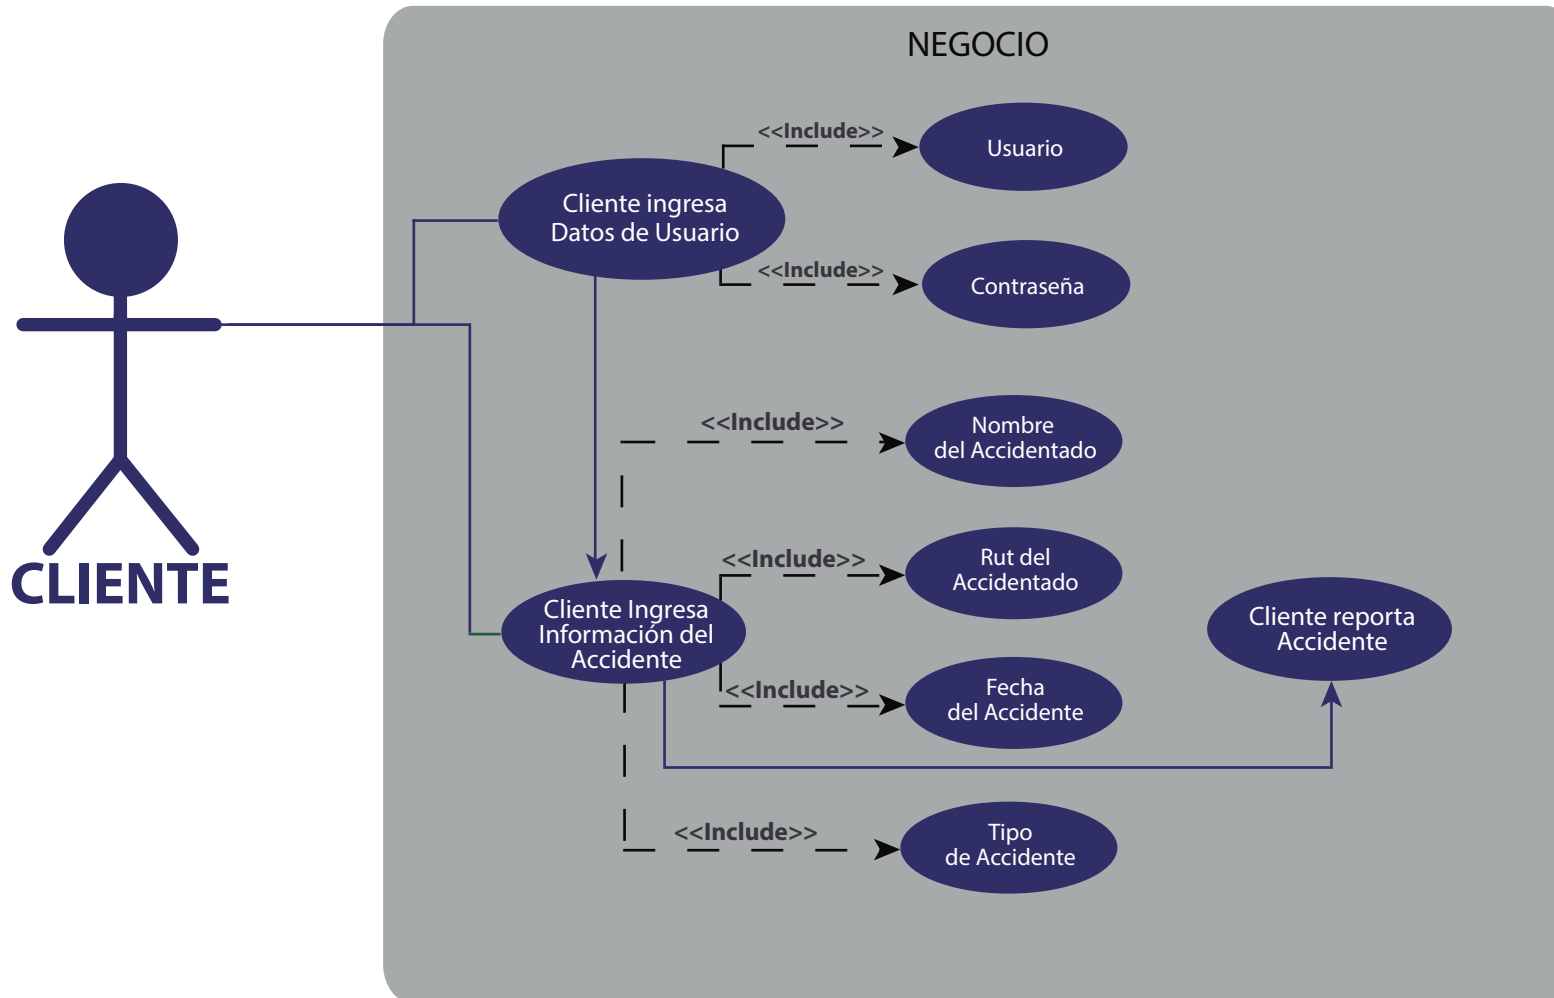 NEGOCIO
<<Include>>
Usuario
Cliente ingresa
Datos de Usuario
<<Include>>
Contraseña
CLIENTE
<<Include>>
Nombre
del Accidentado
<<Include>>
Rut del
Accidentado
Cliente Ingresa
Información del
Accidente
Cliente reporta
Accidente
<<Include>>
Fecha
del Accidente
<<Include>>
Tipo
de Accidente